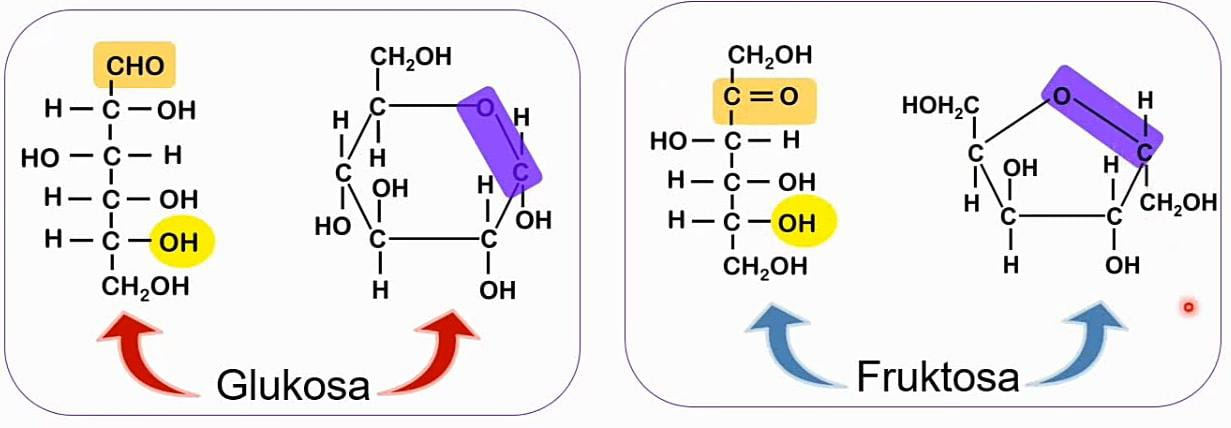 CHO
H — C — OH
HO — C — H
H — C — OH
H — C — OH
CH₂OH
CH₂OH
C O
H H
H
C C
OH H
HO OH
C C
H OH
Glukosa
CH₂OH
C = O
HO — C — H
H — C — OH
H — C — OH
CH₂OH
O H
HOH₂C
C C
OH H
H CH₂OH
C C
H OH
Fruktosa